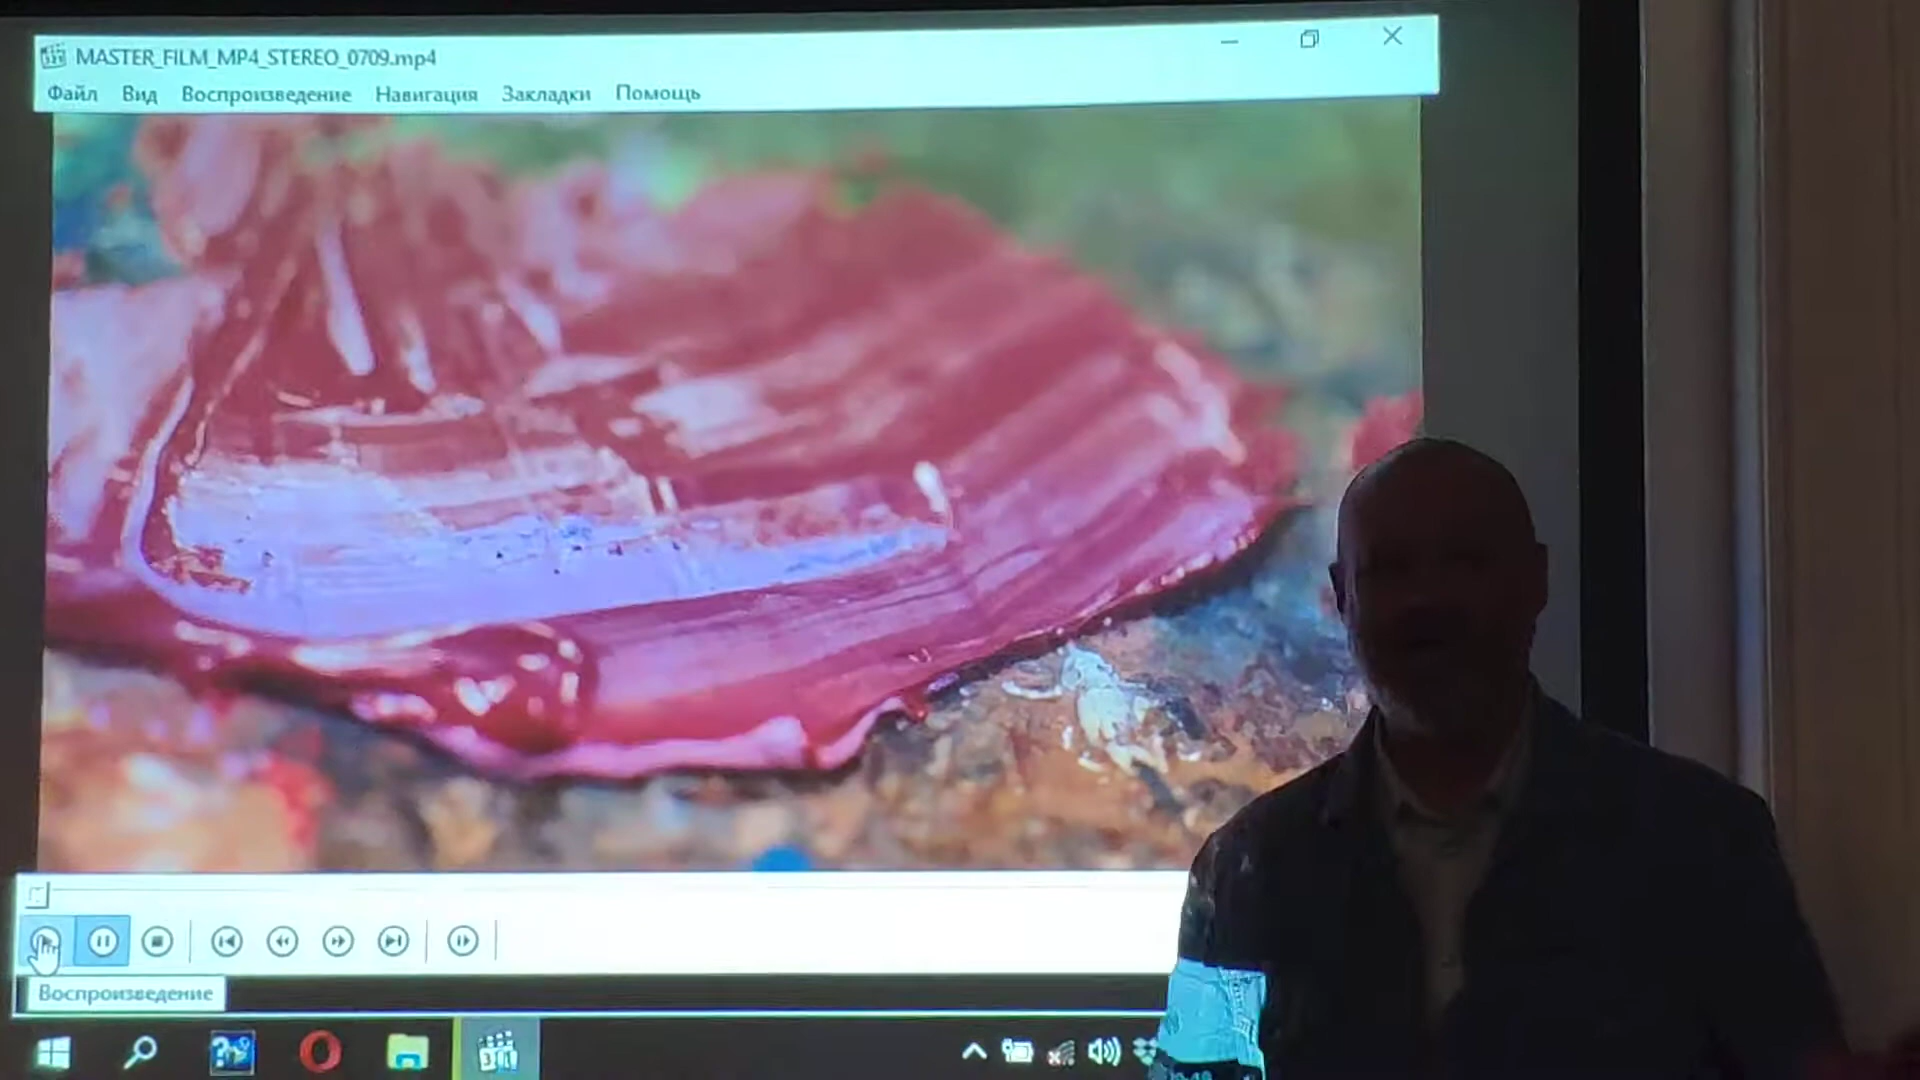 MASTER_FILM_MP4_STEREO_0709.mp4
Файл Вид Воспроизведение Навигация Закладки Помощь
Воспроизведение